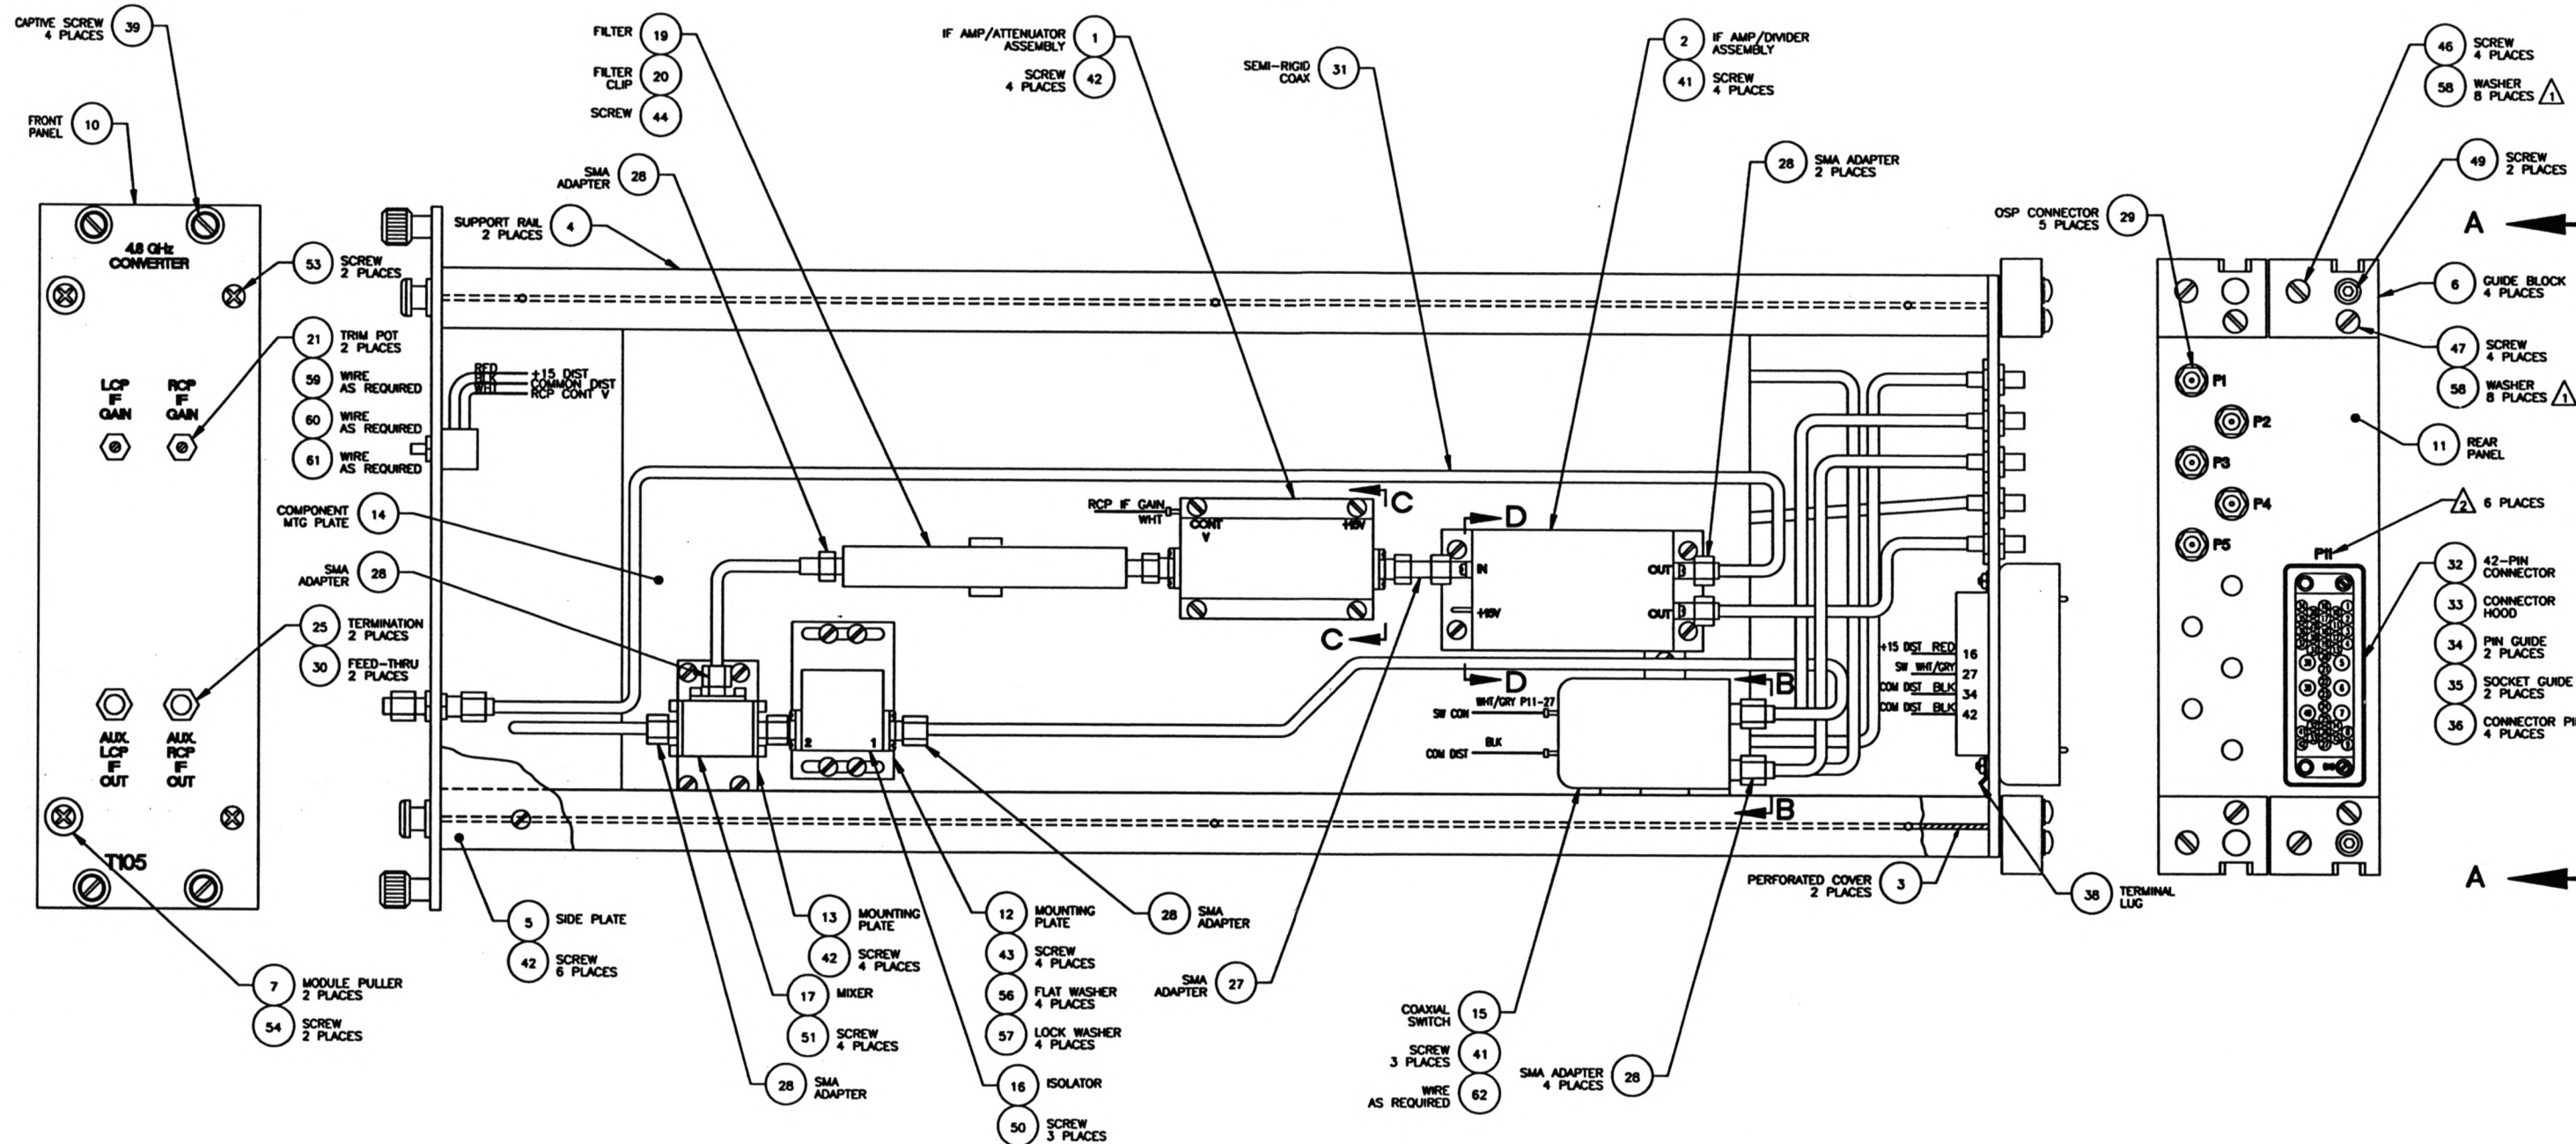 39
CAPTIVE SCREW
4 PLACES
10
FRONT
PANEL
4.8 GHz
CONVERTER
53
SCREW
2 PLACES
21
TRIM POT
2 PLACES
59
WIRE
AS REQUIRED
60
WIRE
AS REQUIRED
61
WIRE
AS REQUIRED
LCP
IF
GAIN
RCP
IF
GAIN
25
TERMINATION
2 PLACES
30
FEED-THRU
2 PLACES
AUX.
LCP
IF
OUT
AUX.
RCP
IF
OUT
T105
7
MODULE PULLER
2 PLACES
54
SCREW
2 PLACES
FILTER
19
FILTER
CLIP
20
SCREW
44
SMA
ADAPTER
28
SUPPORT RAIL
2 PLACES
4
RED
BLK
WHT
+15 DIST
COMMON DIST
RCP CONT V
COMPONENT
MTG PLATE
14
SMA
ADAPTER
28
IF AMP/ATTENUATOR
ASSEMBLY
1
SCREW
4 PLACES
42
SEMI-RIGID
COAX
31
2
IF AMP/DIVIDER
ASSEMBLY
41
SCREW
4 PLACES
28
SMA ADAPTER
2 PLACES
RCP IF GAIN
WHT
CONT
V
+15V
C
C
D
D
IN
+15V
OUT
OUT
2
1
WHT/GRY P11-27
SW CON
BLK
COM DIST
B
B
+15 DIST RED
16
SW WHT/GRY
27
COM DIST BLK
34
COM DIST BLK
42
5
SIDE PLATE
42
SCREW
6 PLACES
13
MOUNTING
PLATE
42
SCREW
4 PLACES
17
MIXER
51
SCREW
4 PLACES
28
SMA
ADAPTER
12
MOUNTING
PLATE
43
SCREW
4 PLACES
56
FLAT WASHER
4 PLACES
57
LOCK WASHER
4 PLACES
16
ISOLATOR
50
SCREW
3 PLACES
28
SMA
ADAPTER
SMA
ADAPTER
27
COAXIAL
SWITCH
15
SCREW
3 PLACES
41
WIRE
AS REQUIRED
62
SMA ADAPTER
4 PLACES
28
PERFORATED COVER
2 PLACES
3
38
TERMINAL
LUG
OSP CONNECTOR
5 PLACES
29
46
SCREW
4 PLACES
58
WASHER
8 PLACES
1
49
SCREW
2 PLACES
A
6
GUIDE BLOCK
4 PLACES
47
SCREW
4 PLACES
58
WASHER
8 PLACES
1
11
REAR
PANEL
2
6 PLACES
P1
P2
P3
P4
P5
P11
32
42-PIN
CONNECTOR
33
CONNECTOR
HOOD
34
PIN GUIDE
2 PLACES
35
SOCKET GUIDE
2 PLACES
36
CONNECTOR PI
4 PLACES
A